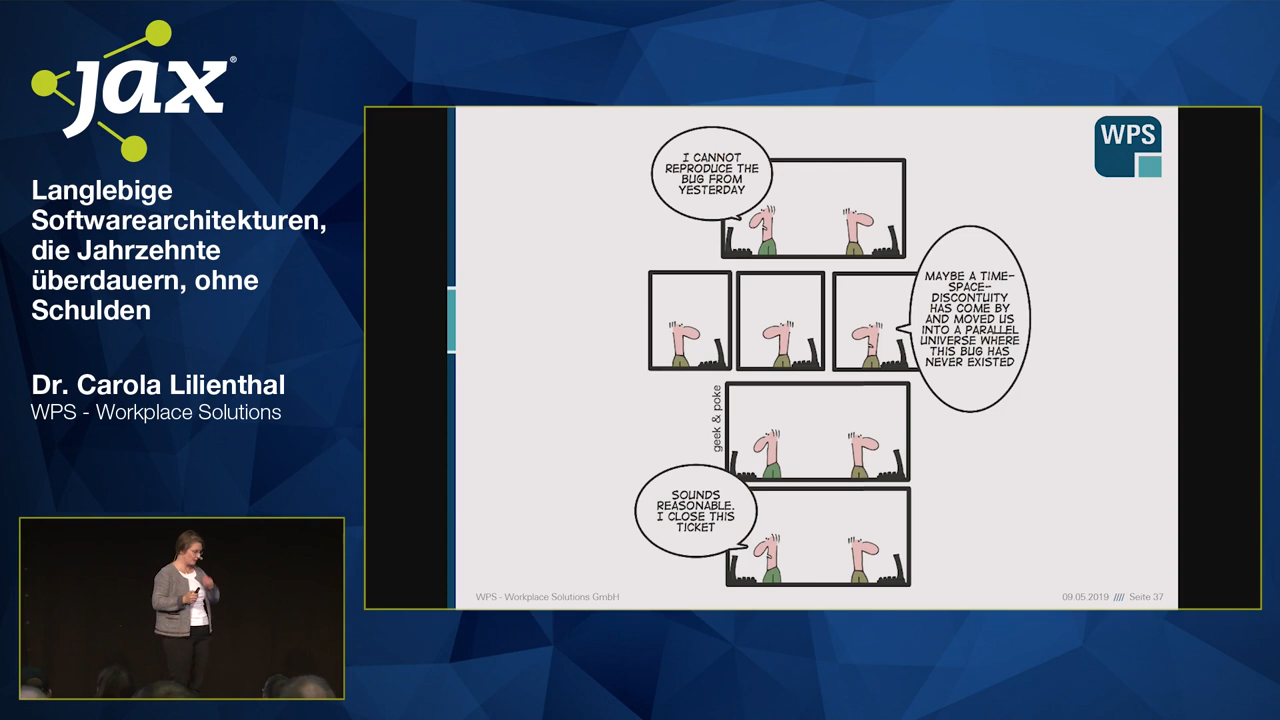 jax®
Langlebige
Softwarearchitekturen,
die Jahrzehnte
überdauern, ohne
Schulden
Dr. Carola Lilienthal
WPS - Workplace Solutions
WPS
I CANNOT
REPRODUCE THE
BUG FROM
YESTERDAY
MAYBE A TIME-
SPACE-
DISCONTUITY
HAS COME BY
AND MOVED US
INTO A PARALLEL
UNIVERSE WHERE
THIS BUG HAS
NEVER EXISTED
geek & poke
SOUNDS
REASONABLE.
I CLOSE THIS
TICKET
WPS - Workplace Solutions GmbH
09.05.2019 //// Seite 37